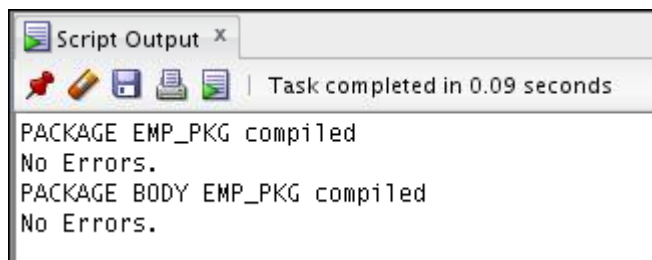 Script Output x
Task completed in 0.09 seconds
PACKAGE EMP_PKG compiled
No Errors.
PACKAGE BODY EMP_PKG compiled
No Errors.